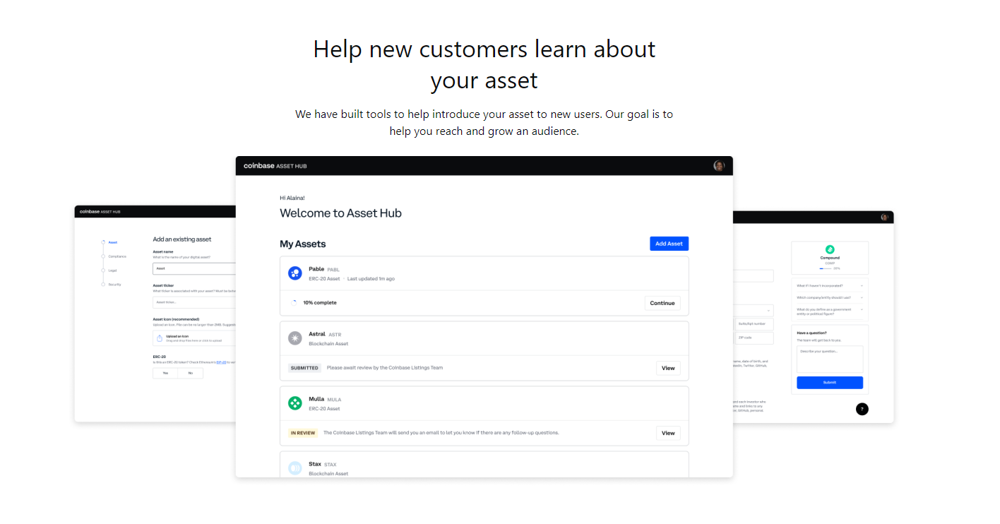 Help new customers learn about
your asset
We have built tools to help introduce your asset to new users. Our goal is to
help you reach and grow an audience.
coinbase ASSET HUB
Hi Alaina!
Welcome to Asset Hub
My Assets
Add Asset
Pable PABL
ERC-20 Asset · Last updated 1m ago
10% complete
Continue
Astral ASTR
Blockchain Asset
SUBMITTED Please await review by the Coinbase Listings Team
View
Mulla MULA
ERC-20 Asset
IN REVIEW The Coinbase Listings Team will send you an email to let you know if there are any follow-up questions.
View
Stax STAX
Blockchain Asset
coinbase ASSET HUB
Asset
Compliance
Legal
Security
Add an existing asset
Asset name
What is the name of your digital asset?
Asset
Asset ticker
What ticker is associated with your asset? Must be
Asset ticker...
Asset icon (recommended)
Upload an icon. File can be no larger than 2MB.
Upload an icon
Drag and drop files here or click to upload
ERC-20
Is this an ERC-20 token? Check Ethereum's EIP-20 to
Yes
No
Suite/Apt number
ZIP code
name, date of birth, and
Twitter, GitHub,
each investor who
and links to any
GitHub, personal
Compound
COMP
What if I haven't incorporated?
Which company/entity should I use?
What do you define as a government
entity or political figure?
Have a question?
The team will get back to you.
Describe your question...
Submit
?